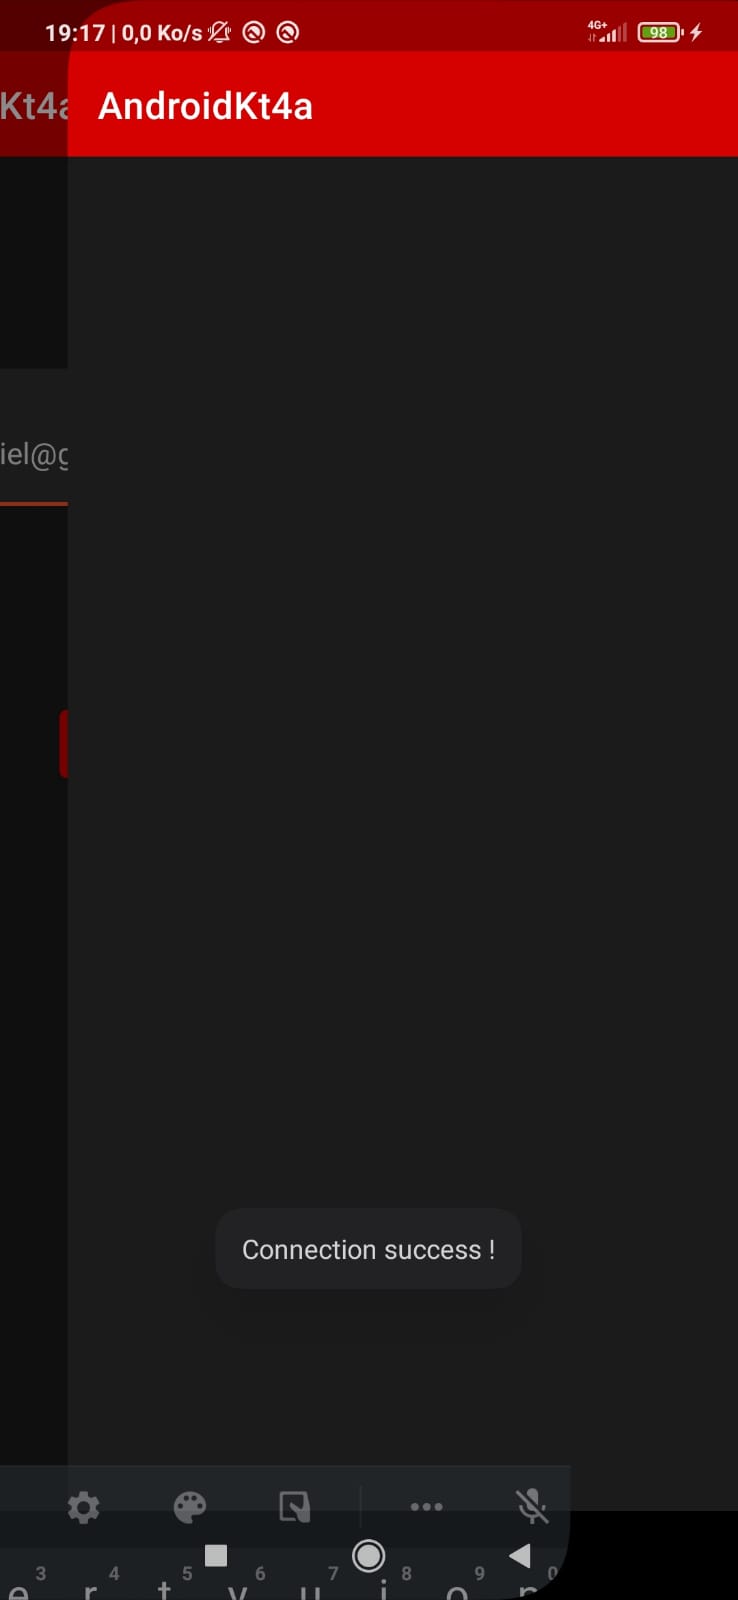 19:17 | 0,0 Ko/s
4G+
98
Kt4a
AndroidKt4a
iel@g
Connection success !
3 4 5 6 7 8 9 0
e r t y u i o p